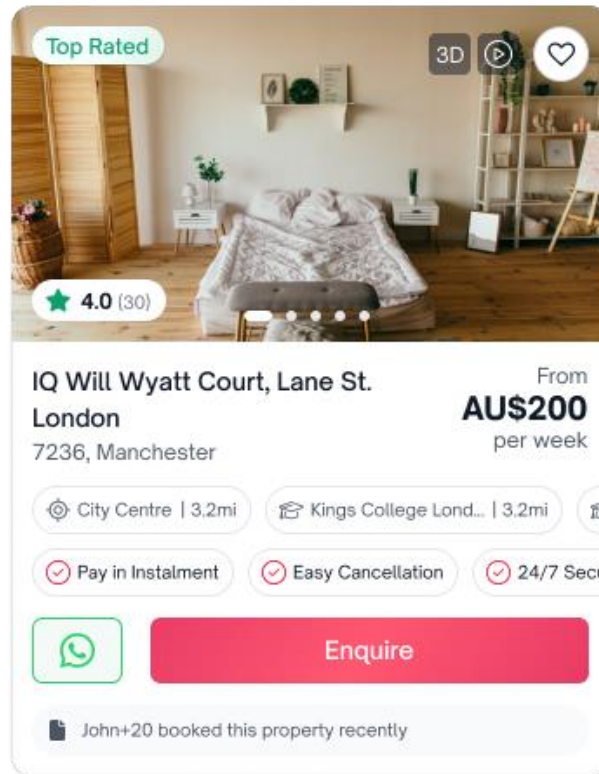 Top Rated
3D
4.0 (30)
IQ Will Wyatt Court, Lane St.
London
7236, Manchester
From
AU$200
per week
City Centre | 3.2mi
Kings College Lond... | 3.2mi
Pay in Instalment
Easy Cancellation
24/7 Secu
Enquire
John+20 booked this property recently